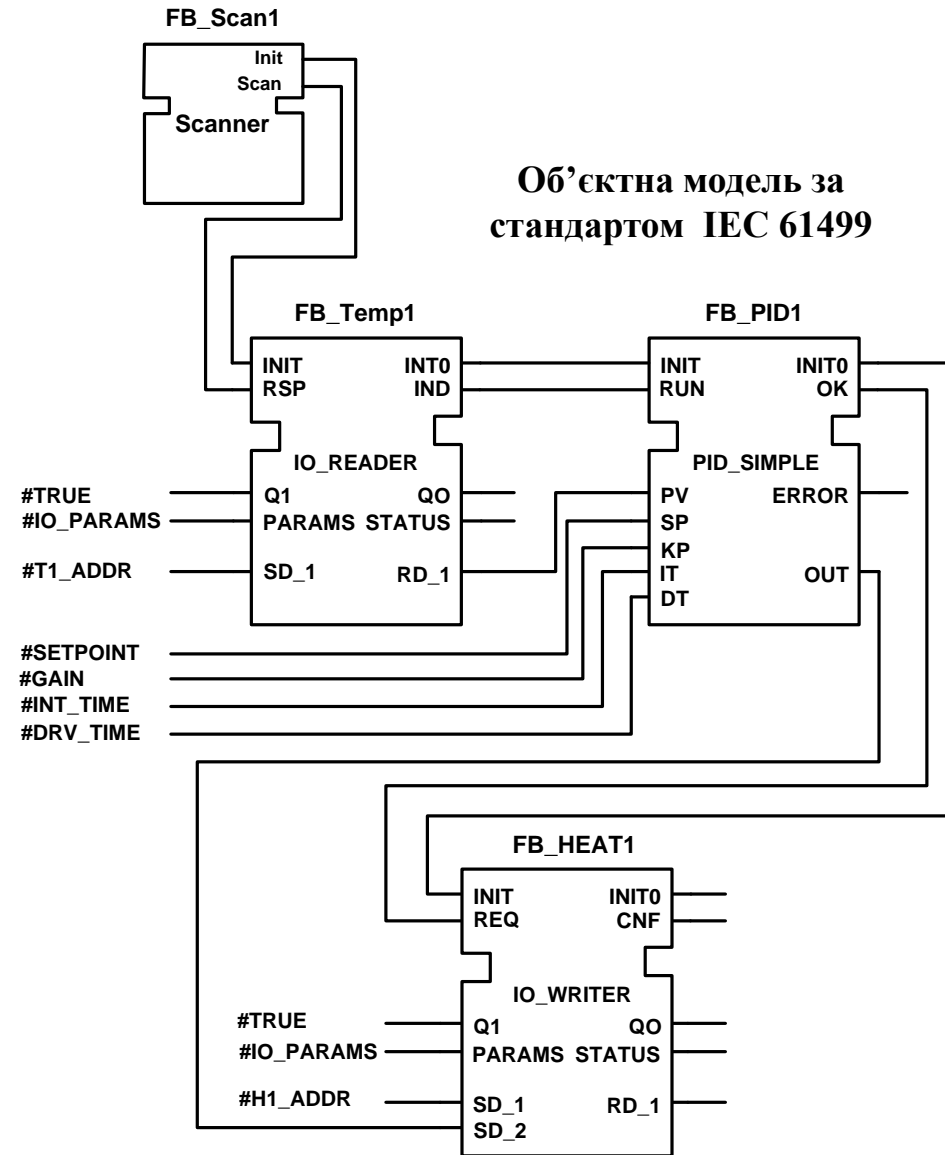 FB_Scan1
Init
Scan
Scanner
Об’єктна модель за
стандартом IEC 61499
FB_Temp1
FB_PID1
INIT INT0
RSP IND
INIT INIT0
RUN OK
IO_READER
PID_SIMPLE
#TRUE
Q1 QO
PV ERROR
#IO_PARAMS
PARAMS STATUS
SP
KP
#T1_ADDR
SD_1 RD_1
IT OUT
DT
#SETPOINT
#GAIN
#INT_TIME
#DRV_TIME
FB_HEAT1
INIT INIT0
REQ CNF
IO_WRITER
#TRUE
Q1 QO
#IO_PARAMS
PARAMS STATUS
#H1_ADDR
SD_1 RD_1
SD_2